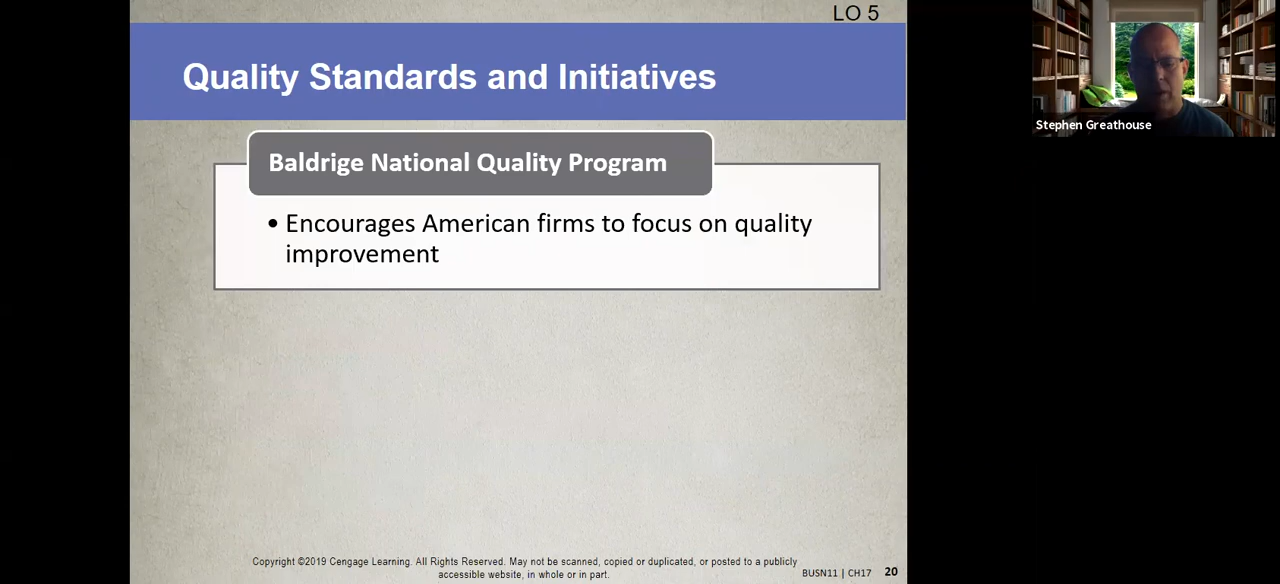 LO 5
Quality Standards and Initiatives
Stephen Greathouse
Baldrige National Quality Program
• Encourages American firms to focus on quality
improvement
Copyright ©2019 Cengage Learning. All Rights Reserved. May not be scanned, copied or duplicated, or posted to a publicly
accessible website, in whole or in part.
BUSN11 | CH17 20